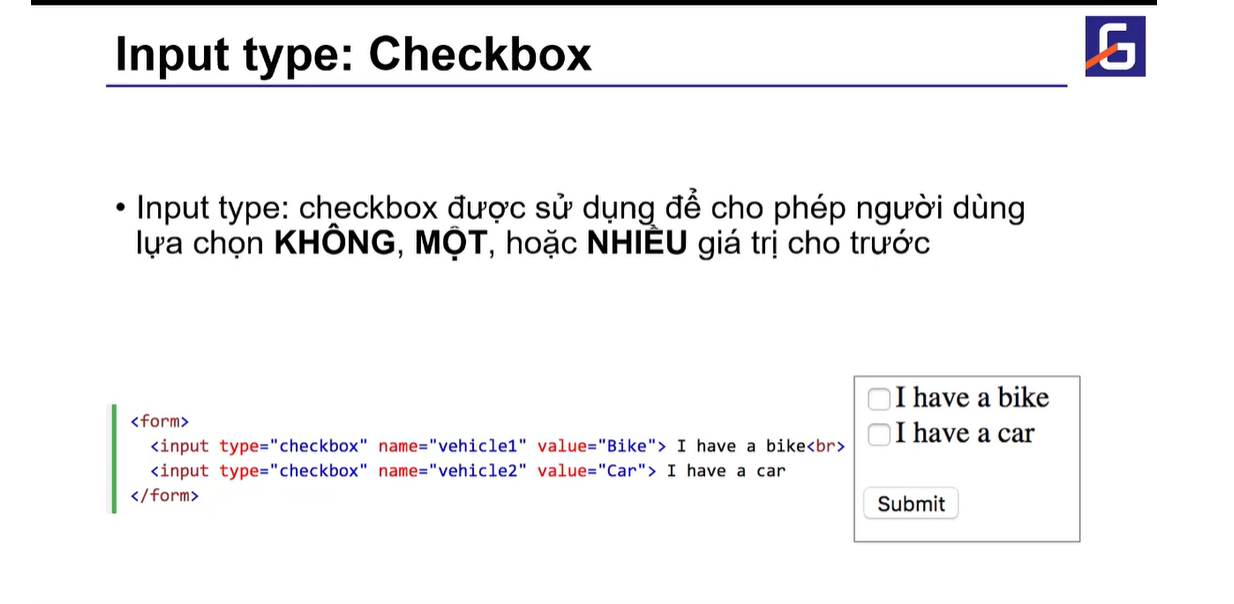 Input type: Checkbox
• Input type: checkbox được sử dụng để cho phép người dùng
lựa chọn KHÔNG, MỘT, hoặc NHIỀU giá trị cho trước
<form>
<input type="checkbox" name="vehicle1" value="Bike"> I have a bike<br>
<input type="checkbox" name="vehicle2" value="Car"> I have a car
</form>
I have a bike
I have a car
Submit